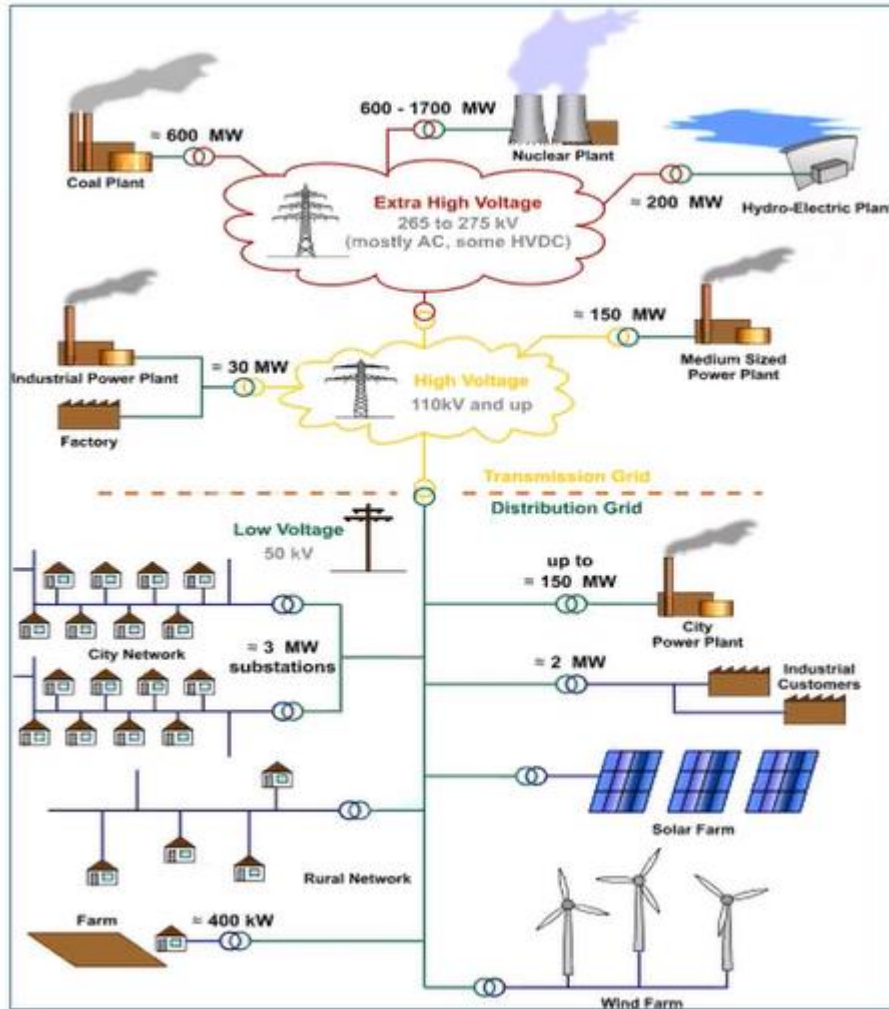 600 - 1700 MW
≈ 600 MW
Nuclear Plant
Coal Plant
Extra High Voltage
265 to 275 kV
(mostly AC, some HVDC)
≈ 200 MW
Hydro-Electric Plant
≈ 150 MW
Medium Sized
Power Plant
Industrial Power Plant
≈ 30 MW
High Voltage
110kV and up
Factory
Transmission Grid
Distribution Grid
Low Voltage
50 kV
up to
≈ 150 MW
City
Power Plant
City Network
≈ 3 MW
substations
≈ 2 MW
Industrial
Customers
Solar Farm
Rural Network
Farm
≈ 400 kW
Wind Farm